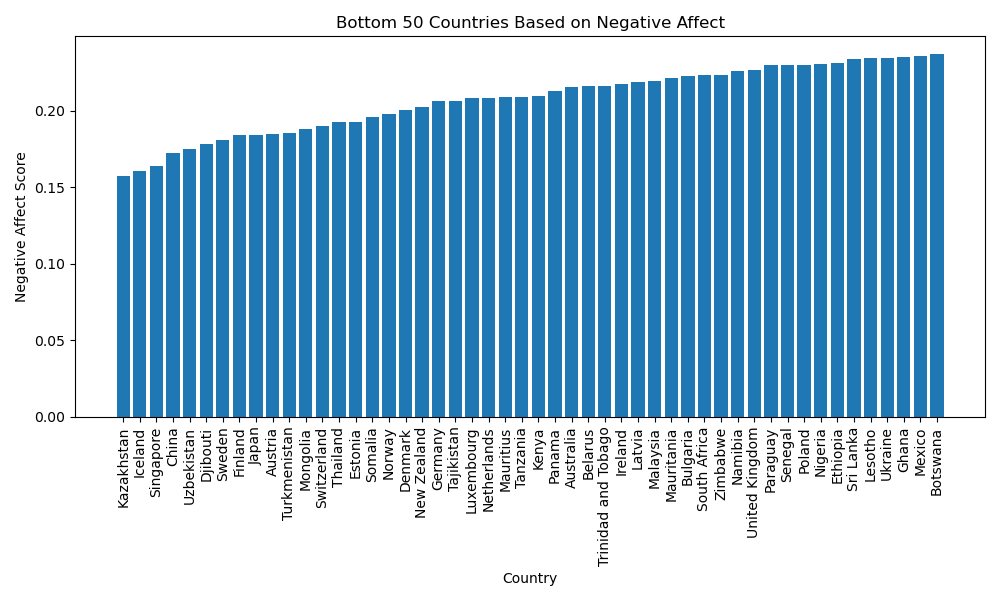 Bottom 50 Countries Based on Negative Affect
Negative Affect Score
0.20
0.15
0.10
0.05
0.00
Kazakhstan
Iceland
Singapore
China
Uzbekistan
Djibouti
Sweden
Finland
Japan
Austria
Turkmenistan
Mongolia
Switzerland
Thailand
Estonia
Somalia
Norway
Denmark
New Zealand
Germany
Tajikistan
Luxembourg
Netherlands
Mauritius
Tanzania
Kenya
Panama
Australia
Belarus
Trinidad and Tobago
Ireland
Latvia
Malaysia
Mauritania
Bulgaria
South Africa
Zimbabwe
Namibia
United Kingdom
Paraguay
Senegal
Poland
Nigeria
Ethiopia
Sri Lanka
Lesotho
Ukraine
Ghana
Mexico
Botswana
Country